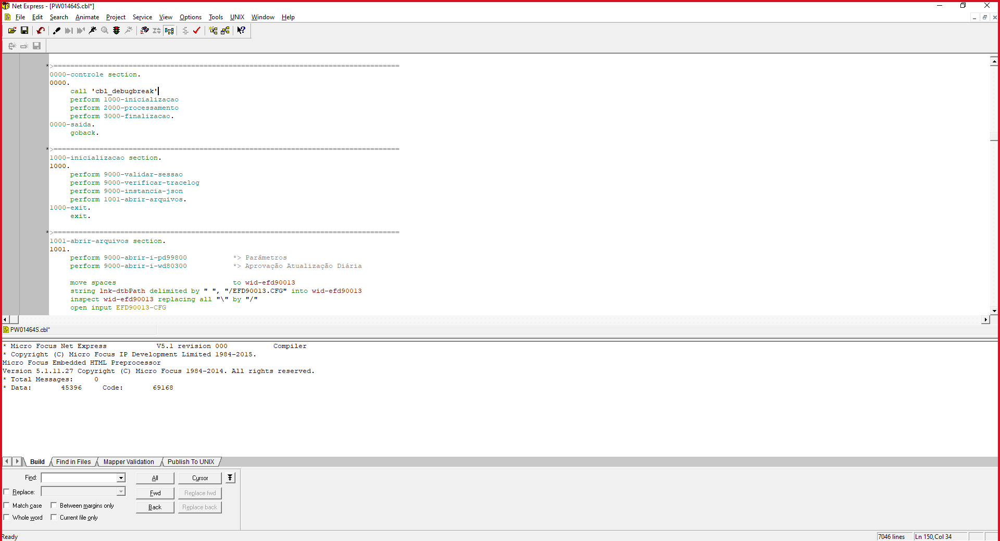 Net Express - [PW01464S.cbl*]
File Edit Search Animate Project Service View Options Tools UNIX Window Help
*>===================================================================================
0000-controle section.
0000.
call 'cbl_debugbreak'
perform 1000-inicializacao
perform 2000-processamento
perform 3000-finalizacao.
0000-saida.
goback.
*>===================================================================================
1000-inicializacao section.
1000.
perform 9000-validar-sessao
perform 9000-verificar-tracelog
perform 9000-instancia-json
perform 1001-abrir-arquivos.
1000-exit.
exit.
*>===================================================================================
1001-abrir-arquivos section.
1001.
perform 9000-abrir-i-pd99800 *> Parâmetros
perform 9000-abrir-i-wd80300 *> Aprovação Atualização Diária
move spaces to wid-efd90013
string lnk-dtbPath delimited by " ", "/EFD90013.CFG" into wid-efd90013
inspect wid-efd90013 replacing all "\" by "/"
open input EFD90013-CFG
PW01464S.cbl*
* Micro Focus Net Express V5.1 revision 000 Compiler
* Copyright (C) Micro Focus IP Development Limited 1984-2015.
Micro Focus Embedded HTML Preprocessor
Version 5.1.11.27 Copyright (C) Micro Focus 1984-2014. All rights reserved.
* Total Messages: 0
* Data: 45396 Code: 69168
Build Find in Files Mapper Validation Publish To UNIX
Find: All Cursor
Replace: Fwd Replace fwd
Match case Between margins only Back Replace back
Whole word Current file only
Ready 7046 lines Ln 150,Col 34